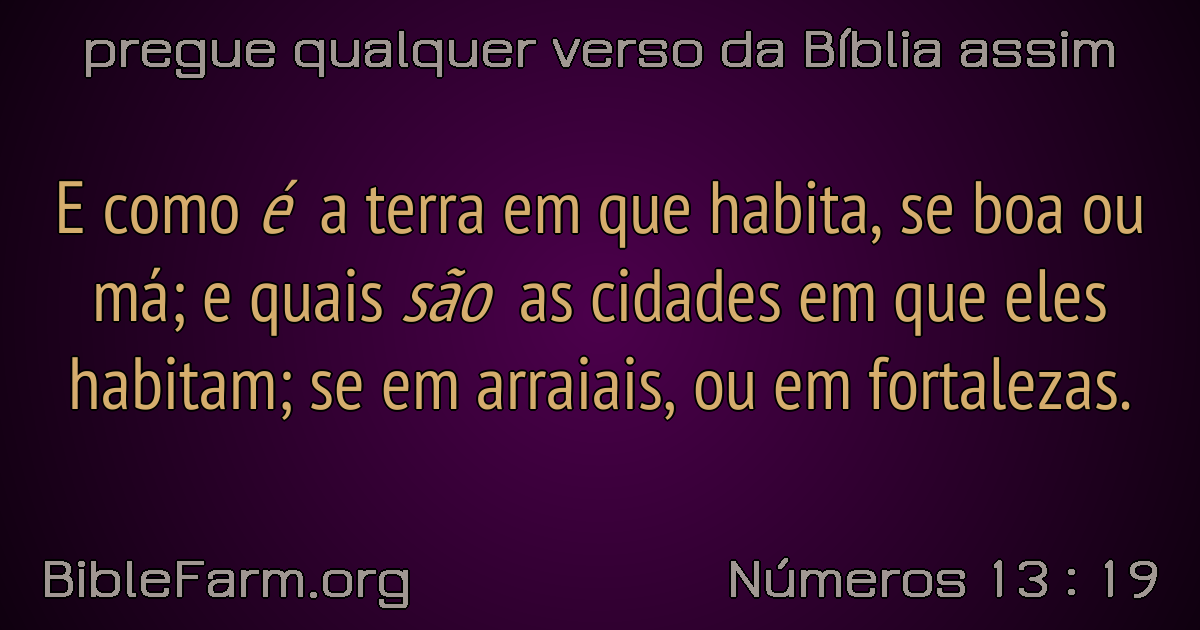 pregue qualquer verso da Bíblia assim
E como é a terra em que habita, se boa ou
má; e quais são as cidades em que eles
habitam; se em arraiais, ou em fortalezas.
BibleFarm.org
Números 13 : 19